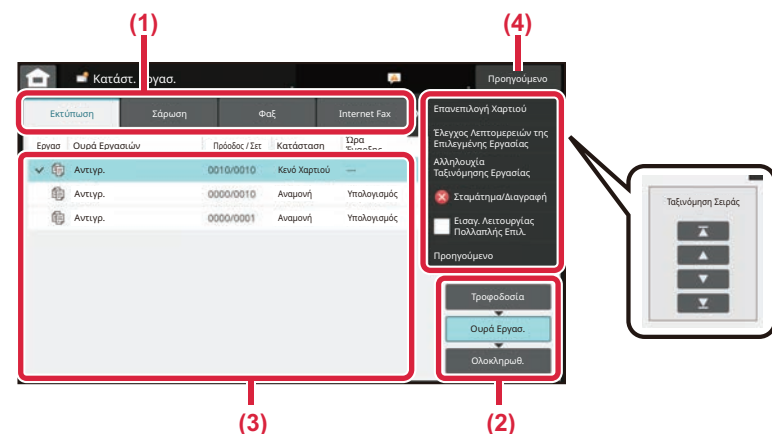 (1)
(4)
Κατάστ. Εργασ.
Προηγούμενο
Εκτύπωση Σάρωση Φαξ Internet Fax
Επανεπιλογή Χαρτιού
Έλεγχος Λεπτομερειών της
Επιλεγμένης Εργασίας
Αλληλουχία
Ταξινόμησης Εργασίας
Σταμάτημα/Διαγραφή
Εισαγ. Λειτουργίας
Πολλαπλής Επιλ.
Προηγούμενο
Εργασ Ουρά Εργασιών Πρόοδος / Σετ Κατάσταση Ώρα
Αντιγρ. 0010/0010 Κενό Χαρτιού —
Αντιγρ. 0000/0010 Αναμονή Υπολογισμός
Αντιγρ. 0000/0001 Αναμονή Υπολογισμός
Ταξινόμηση Σειράς
Τροφοδοσία
Ουρά Εργασ.
Ολοκληρωθ.
(3)
(2)